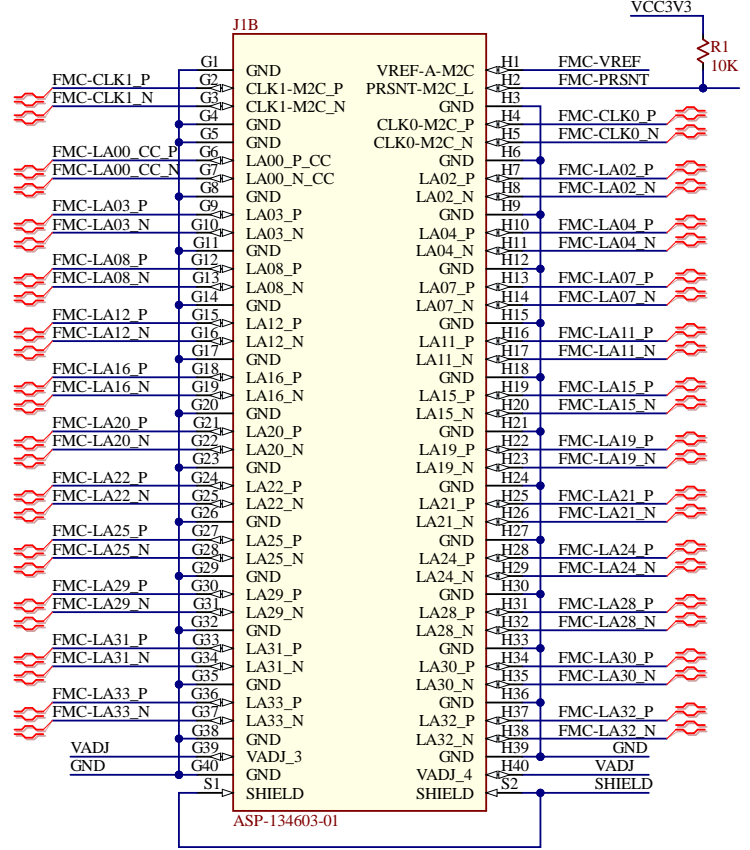 VCC3V3
J1B
R1
10K
G1 GND VREF-A-M2C H1 FMC-VREF
FMC-CLK1_P G2 CLK1-M2C_P PRSNT-M2C_L H2 FMC-PRSNT
FMC-CLK1_N G3 CLK1-M2C_N GND H3
G4 GND CLK0-M2C_P H4 FMC-CLK0_P
G5 GND CLK0-M2C_N H5 FMC-CLK0_N
FMC-LA00_CC_P G6 LA00_P_CC GND H6
FMC-LA00_CC_N G7 LA00_N_CC LA02_P H7 FMC-LA02_P
G8 GND LA02_N H8 FMC-LA02_N
FMC-LA03_P G9 LA03_P GND H9
FMC-LA03_N G10 LA03_N LA04_P H10 FMC-LA04_P
G11 GND LA04_N H11 FMC-LA04_N
FMC-LA08_P G12 LA08_P GND H12
FMC-LA08_N G13 LA08_N LA07_P H13 FMC-LA07_P
G14 GND LA07_N H14 FMC-LA07_N
FMC-LA12_P G15 LA12_P GND H15
FMC-LA12_N G16 LA12_N LA11_P H16 FMC-LA11_P
G17 GND LA11_N H17 FMC-LA11_N
FMC-LA16_P G18 LA16_P GND H18
FMC-LA16_N G19 LA16_N LA15_P H19 FMC-LA15_P
G20 GND LA15_N H20 FMC-LA15_N
FMC-LA20_P G21 LA20_P GND H21
FMC-LA20_N G22 LA20_N LA19_P H22 FMC-LA19_P
G23 GND LA19_N H23 FMC-LA19_N
FMC-LA22_P G24 LA22_P GND H24
FMC-LA22_N G25 LA22_N LA21_P H25 FMC-LA21_P
G26 GND LA21_N H26 FMC-LA21_N
FMC-LA25_P G27 LA25_P GND H27
FMC-LA25_N G28 LA25_N LA24_P H28 FMC-LA24_P
G29 GND LA24_N H29 FMC-LA24_N
FMC-LA29_P G30 LA29_P GND H30
FMC-LA29_N G31 LA29_N LA28_P H31 FMC-LA28_P
G32 GND LA28_N H32 FMC-LA28_N
FMC-LA31_P G33 LA31_P GND H33
FMC-LA31_N G34 LA31_N LA30_P H34 FMC-LA30_P
G35 GND LA30_N H35 FMC-LA30_N
FMC-LA33_P G36 LA33_P GND H36
FMC-LA33_N G37 LA33_N LA32_P H37 FMC-LA32_P
G38 GND LA32_N H38 FMC-LA32_N
VADJ G39 VADJ_3 GND H39 GND
GND G40 GND VADJ_4 H40 VADJ
S1 SHIELD SHIELD S2 SHIELD
ASP-134603-01